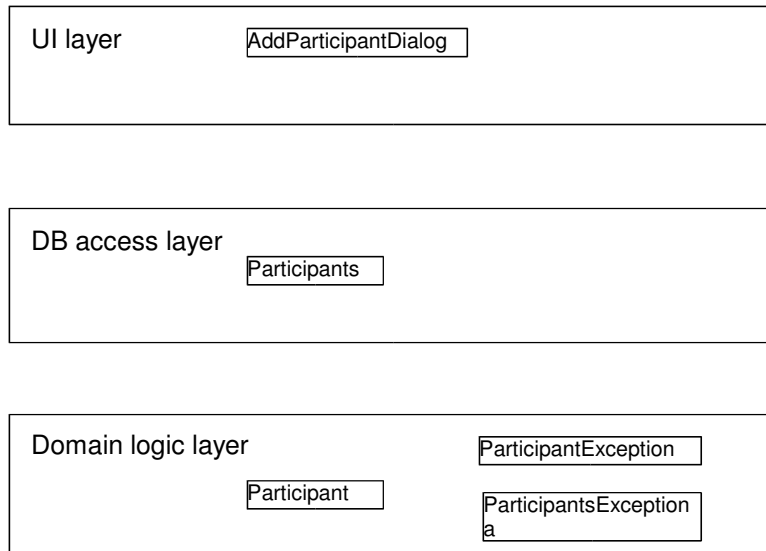 UI layer
AddParticipantDialog
DB access layer
Participants
Domain logic layer
ParticipantException
Participant
ParticipantsException
a